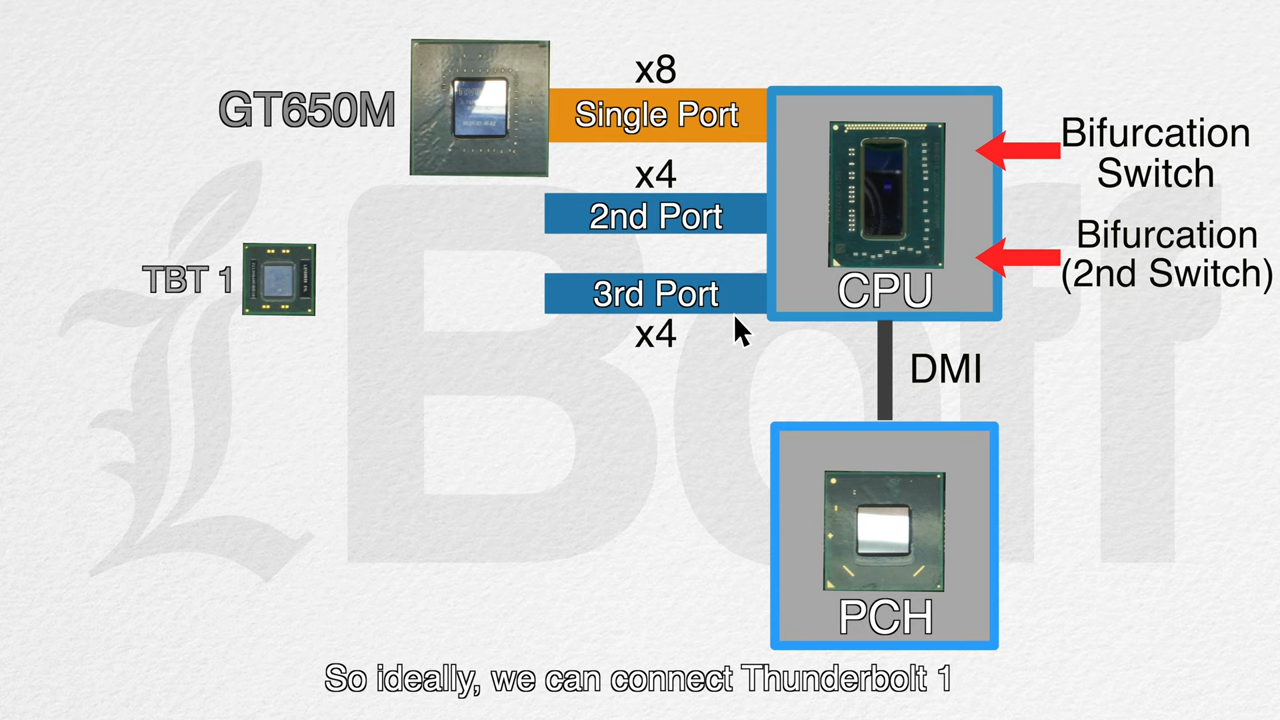 x8
GT650M
Single Port
Bifurcation
Switch
x4
2nd Port
Bifurcation
(2nd Switch)
TBT 1
3rd Port
CPU
x4
DMI
PCH
So ideally, we can connect Thunderbolt 1